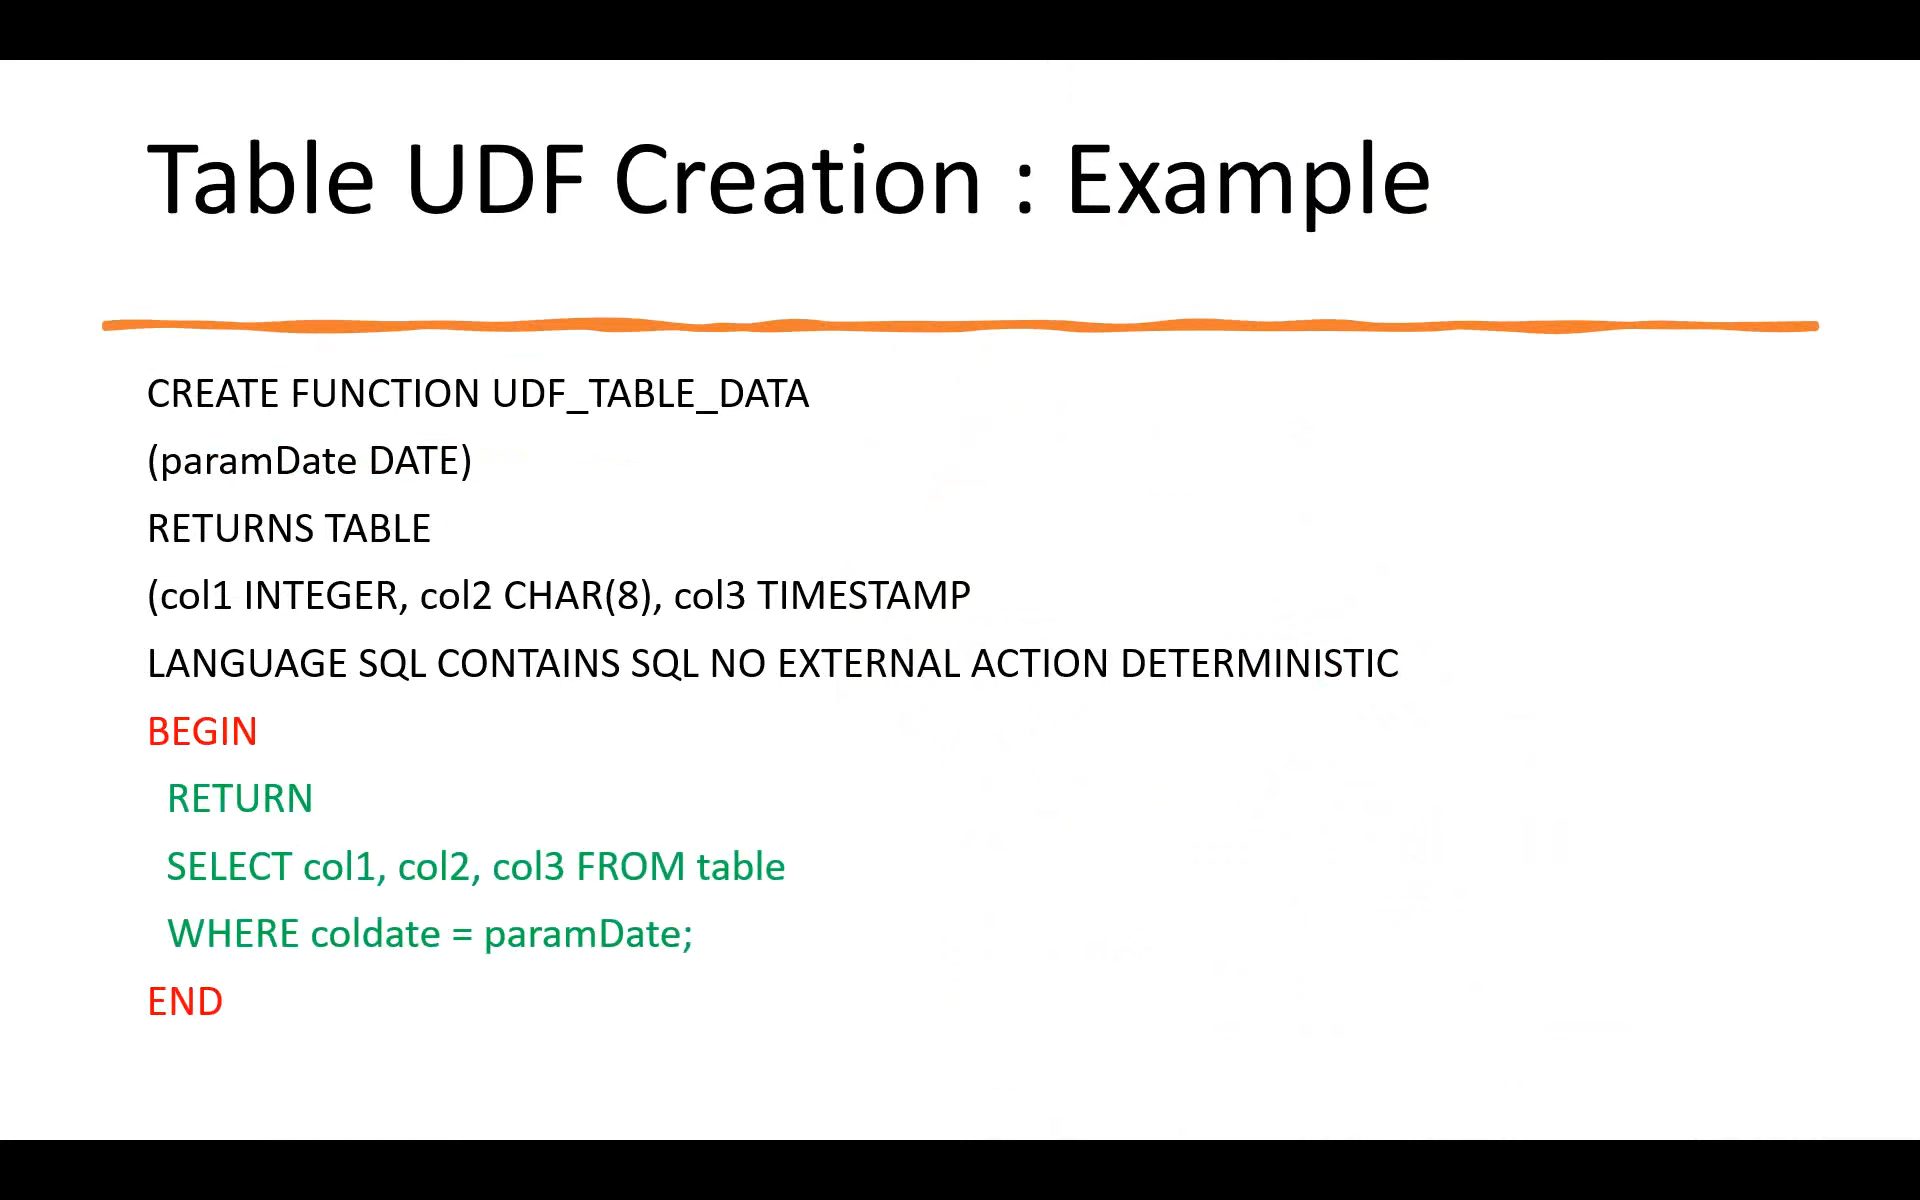 Table UDF Creation : Example
CREATE FUNCTION UDF_TABLE_DATA
(paramDate DATE)
RETURNS TABLE
(col1 INTEGER, col2 CHAR(8), col3 TIMESTAMP
LANGUAGE SQL CONTAINS SQL NO EXTERNAL ACTION DETERMINISTIC
BEGIN
RETURN
SELECT col1, col2, col3 FROM table
WHERE coldate = paramDate;
END